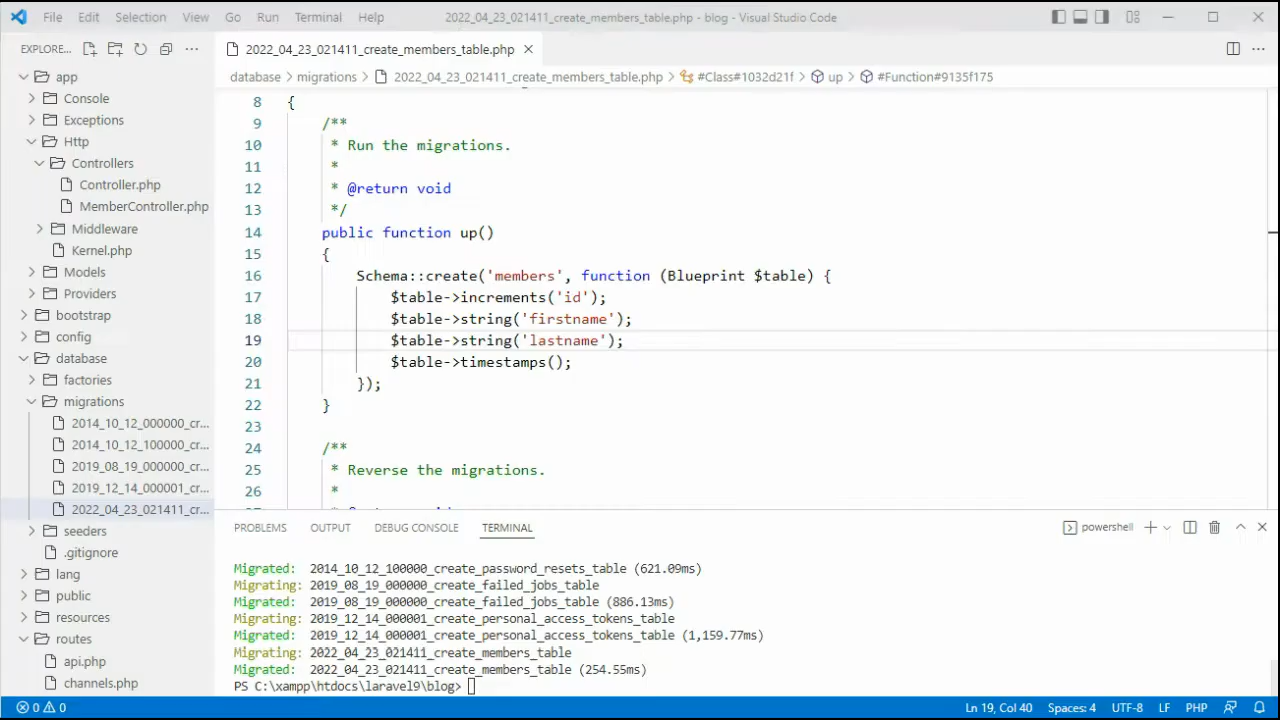 File Edit Selection View Go Run Terminal Help 2022_04_23_021411_create_members_table.php - blog - Visual Studio Code
EXPLORE... 2022_04_23_021411_create_members_table.php
database > migrations > 2022_04_23_021411_create_members_table.php > #Class#1032d21f > up > #Function#9135f175
app
Console
Exceptions
Http
Controllers
Controller.php
MemberController.php
Middleware
Kernel.php
Models
Providers
bootstrap
config
database
factories
migrations
2014_10_12_000000_cr...
2014_10_12_100000_cr...
2019_08_19_000000_cr...
2019_12_14_000001_cr...
2022_04_23_021411_cr...
seeders
.gitignore
lang
public
resources
routes
api.php
channels.php
8 {
9 /**
10 * Run the migrations.
11 *
12 * @return void
13 */
14 public function up()
15 {
16 Schema::create('members', function (Blueprint $table) {
17 $table->increments('id');
18 $table->string('firstname');
19 $table->string('lastname');
20 $table->timestamps();
21 });
22 }
23
24 /**
25 * Reverse the migrations.
26 *
PROBLEMS OUTPUT DEBUG CONSOLE TERMINAL powershell
Migrated: 2014_10_12_100000_create_password_resets_table (621.09ms)
Migrating: 2019_08_19_000000_create_failed_jobs_table
Migrated: 2019_08_19_000000_create_failed_jobs_table (886.13ms)
Migrating: 2019_12_14_000001_create_personal_access_tokens_table
Migrated: 2019_12_14_000001_create_personal_access_tokens_table (1,159.77ms)
Migrating: 2022_04_23_021411_create_members_table
Migrated: 2022_04_23_021411_create_members_table (254.55ms)
PS C:\xampp\htdocs\laravel9\blog>
0 0 Ln 19, Col 40 Spaces: 4 UTF-8 LF PHP